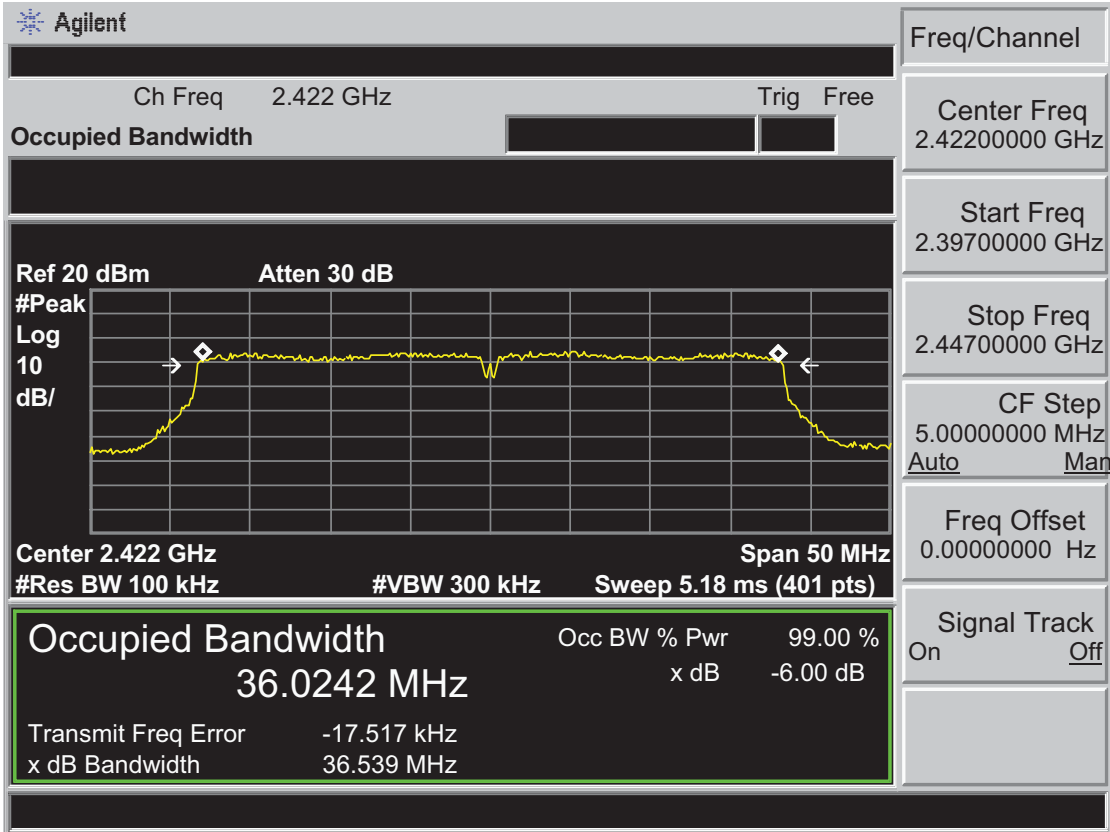 Agilent
Freq/Channel
Ch Freq 2.422 GHz Trig Free
Occupied Bandwidth
Center Freq
2.42200000 GHz
Start Freq
2.39700000 GHz
Stop Freq
2.44700000 GHz
CF Step
5.00000000 MHz
Auto Man
Freq Offset
0.00000000 Hz
Signal Track
On Off
Ref 20 dBm Atten 30 dB
#Peak
Log
10
dB/
Center 2.422 GHz Span 50 MHz
#Res BW 100 kHz #VBW 300 kHz Sweep 5.18 ms (401 pts)
Occupied Bandwidth Occ BW % Pwr 99.00 %
36.0242 MHz x dB -6.00 dB
Transmit Freq Error -17.517 kHz
x dB Bandwidth 36.539 MHz